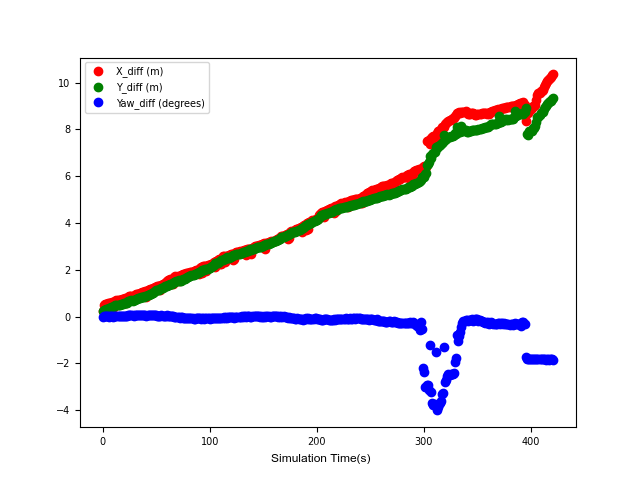 X_diff (m)
Y_diff (m)
Yaw_diff (degrees)
10
8
6
4
2
0
−2
−4
0 100 200 300 400
Simulation Time(s)